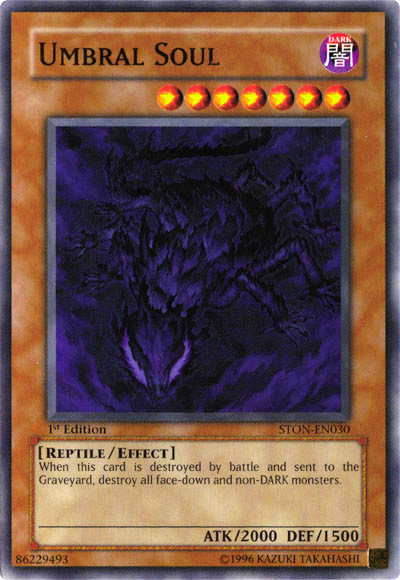 UMBRAL SOUL
DARK
闇
1st Edition
STON-EN030
[REPTILE/EFFECT]
When this card is destroyed by battle and sent to the
Graveyard, destroy all face-down and non-DARK monsters.
ATK/2000 DEF/1500
86229493
©1996 KAZUKI TAKAHASHI